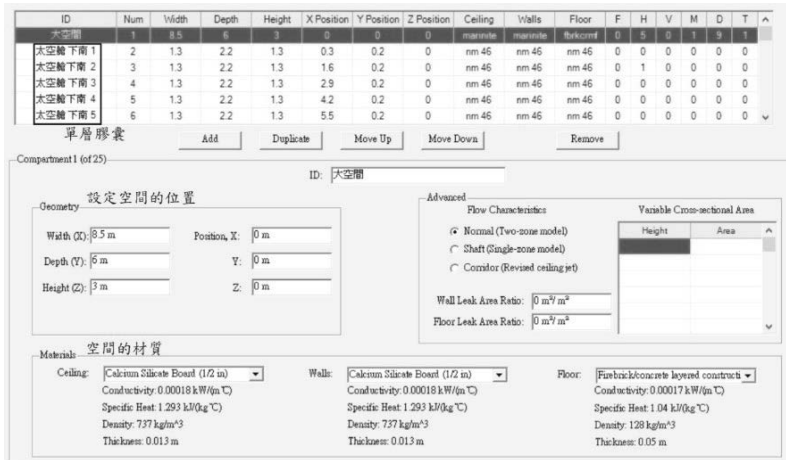 ID Num Width Depth Height X Position Y Position Z Position Ceiling Walls Floor F H V M D T
大空間 1 8.5 6 3 0 0 0 marinite marinite fbrkcrmf 0 5 0 1 9 1
太空艙 下南 1 2 1.3 2.2 1.3 0.3 0.2 0 nm 46 nm 46 nm 46 0 0 0 0 0 0
太空艙 下南 2 3 1.3 2.2 1.3 1.6 0.2 0 nm 46 nm 46 nm 46 0 1 0 0 0 0
太空艙 下南 3 4 1.3 2.2 1.3 2.9 0.2 0 nm 46 nm 46 nm 46 0 0 0 0 0 0
太空艙 下南 4 5 1.3 2.2 1.3 4.2 0.2 0 nm 46 nm 46 nm 46 0 0 0 0 0 0
太空艙 下南 5 6 1.3 2.2 1.3 5.5 0.2 0 nm 46 nm 46 nm 46 0 0 0 0 0 0
單層膠囊
Add Duplicate Move Up Move Down Remove
Compartment 1 (of 25)
ID: 大空間
Geometry 設定空間的位置
Width (X): 8.5 m Position, X: 0 m
Depth (Y): 6 m Y: 0 m
Height (Z): 3 m Z: 0 m
Advanced
Flow Characteristics
Normal (Two-zone model)
Shaft (Single-zone model)
Corridor (Revised ceiling jet)
Wall Leak Area Ratio: 0 m²/m²
Floor Leak Area Ratio: 0 m²/m²
Variable Cross-sectional Area
Height Area
Materials 空間的材質
Ceiling: Calcium Silicate Board (1/2 in)
Conductivity: 0.00018 kW/(m °C)
Specific Heat: 1.293 kJ/(kg °C)
Density: 737 kg/m^3
Thickness: 0.013 m
Walls: Calcium Silicate Board (1/2 in)
Conductivity: 0.00018 kW/(m °C)
Specific Heat: 1.293 kJ/(kg °C)
Density: 737 kg/m^3
Thickness: 0.013 m
Floor: Firebrick/concrete layered constructi
Conductivity: 0.00017 kW/(m °C)
Specific Heat: 1.04 kJ/(kg °C)
Density: 128 kg/m^3
Thickness: 0.05 m